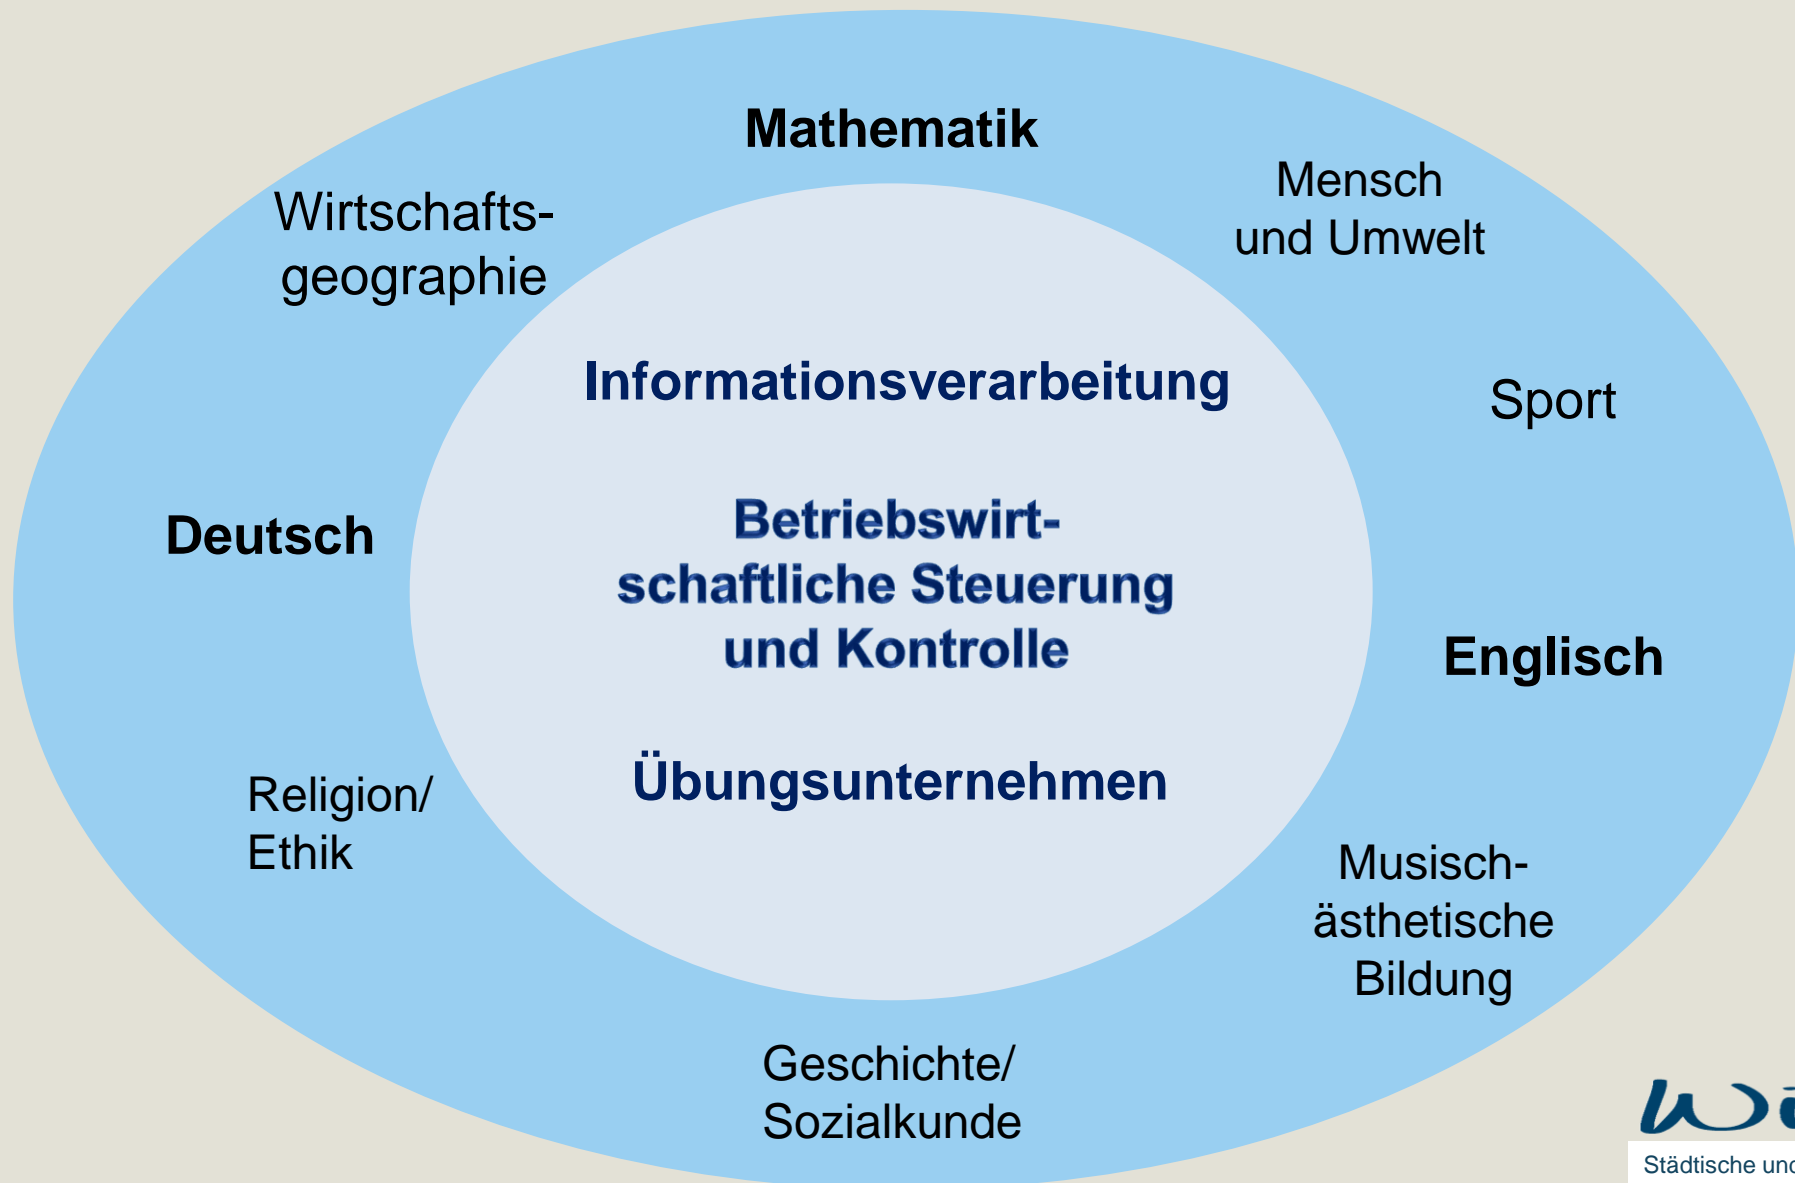 Mathematik
Mensch
und Umwelt
Wirtschafts-
geographie
Informationsverarbeitung
Sport
Deutsch
Betriebswirt-
schaftliche Steuerung
und Kontrolle
Englisch
Übungsunternehmen
Religion/
Ethik
Musisch-
ästhetische
Bildung
Geschichte/
Sozialkunde
Städtische